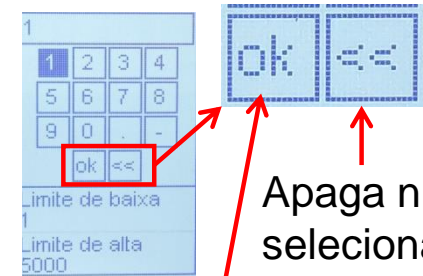 1
1 2 3 4
5 6 7 8
9 0 . -
ok <<
Limite de baixa
1
Limite de alta
5000
ok <<
Apaga n
seleciona